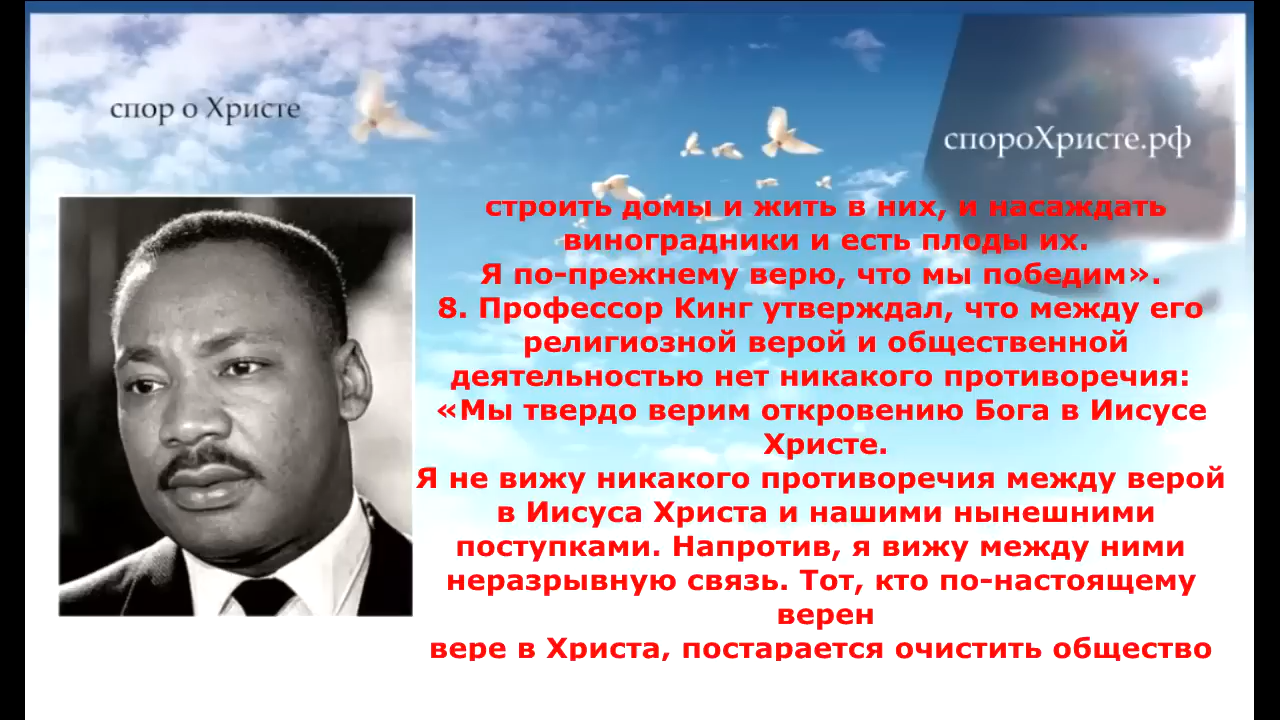 спор о Христе
спороХристе.рф
строить домы и жить в них, и насаждать
виноградники и есть плоды их.
Я по-прежнему верю, что мы победим».
8. Профессор Кинг утверждал, что между его
религиозной верой и общественной
деятельностью нет никакого противоречия:
«Мы твердо верим откровению Бога в Иисусе
Христе.
Я не вижу никакого противоречия между верой
в Иисуса Христа и нашими нынешними
поступками. Напротив, я вижу между ними
неразрывную связь. Тот, кто по-настоящему
верен
вере в Христа, постарается очистить общество